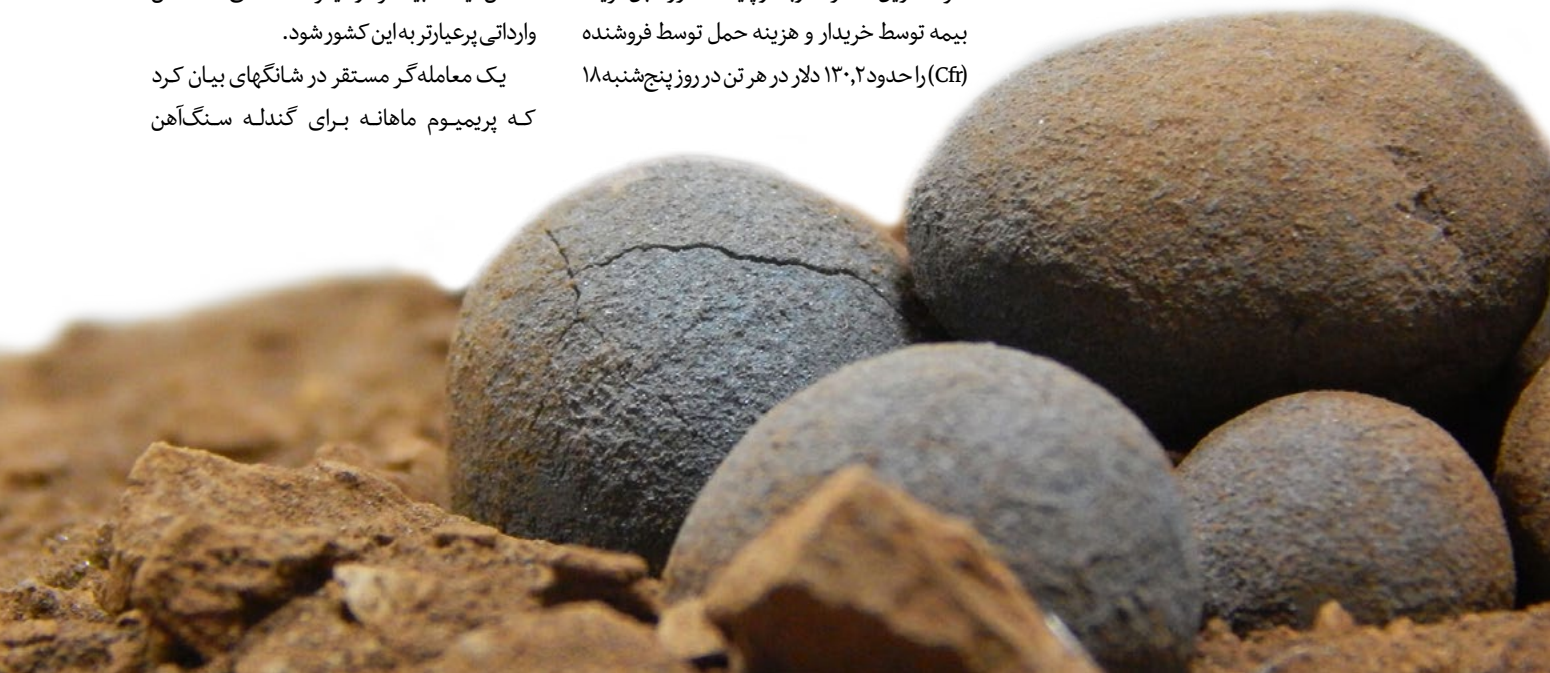 بیمه توسط خریدار و هزینه حمل توسط فروشنده
(Cfr) را حدود ۱۳۰٫۲ دلار در هر تن در روز پنج‌شنبه ۱۸
وارداتی پرعیارتر به این کشور شود.
یک معامله‌گر مستقر در شانگهای بیان کرد
که پریمیوم ماهانه برای گندله سنگ‌آهن